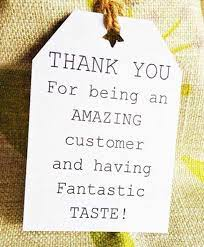 THANK YOU
For being an
AMAZING
customer
and having
Fantastic
TASTE!